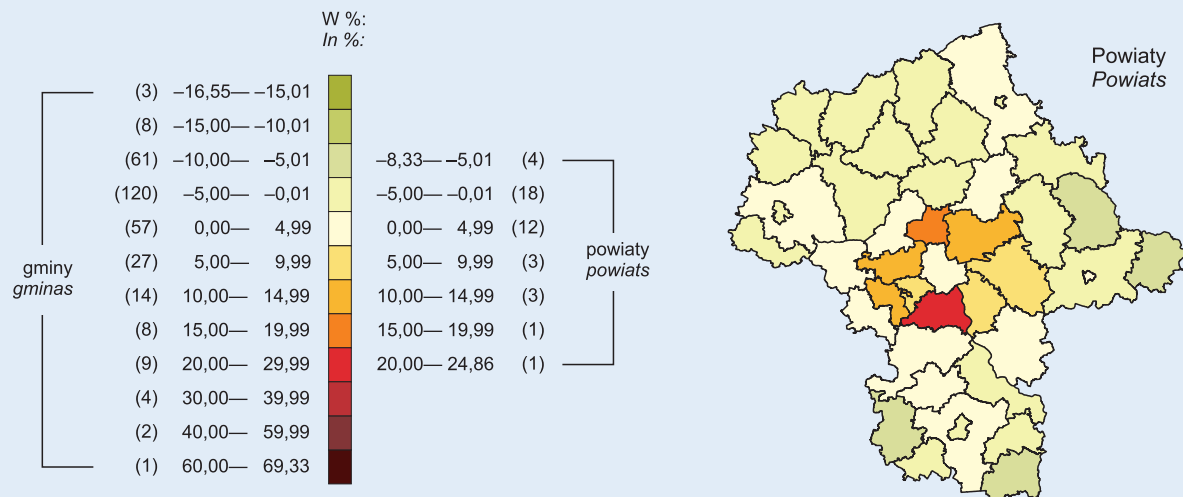 W %:
In %:
Powiaty
Powiats
(3) –16,55— –15,01
(8) –15,00— –10,01
(61) –10,00— –5,01 –8,33— –5,01 (4)
(120) –5,00— –0,01 –5,00— –0,01 (18)
(57) 0,00— 4,99 0,00— 4,99 (12)
(27) 5,00— 9,99 5,00— 9,99 (3)
(14) 10,00— 14,99 10,00— 14,99 (3)
(8) 15,00— 19,99 15,00— 19,99 (1)
(9) 20,00— 29,99 20,00— 24,86 (1)
(4) 30,00— 39,99
(2) 40,00— 59,99
(1) 60,00— 69,33
gminy
gminas
powiaty
powiats